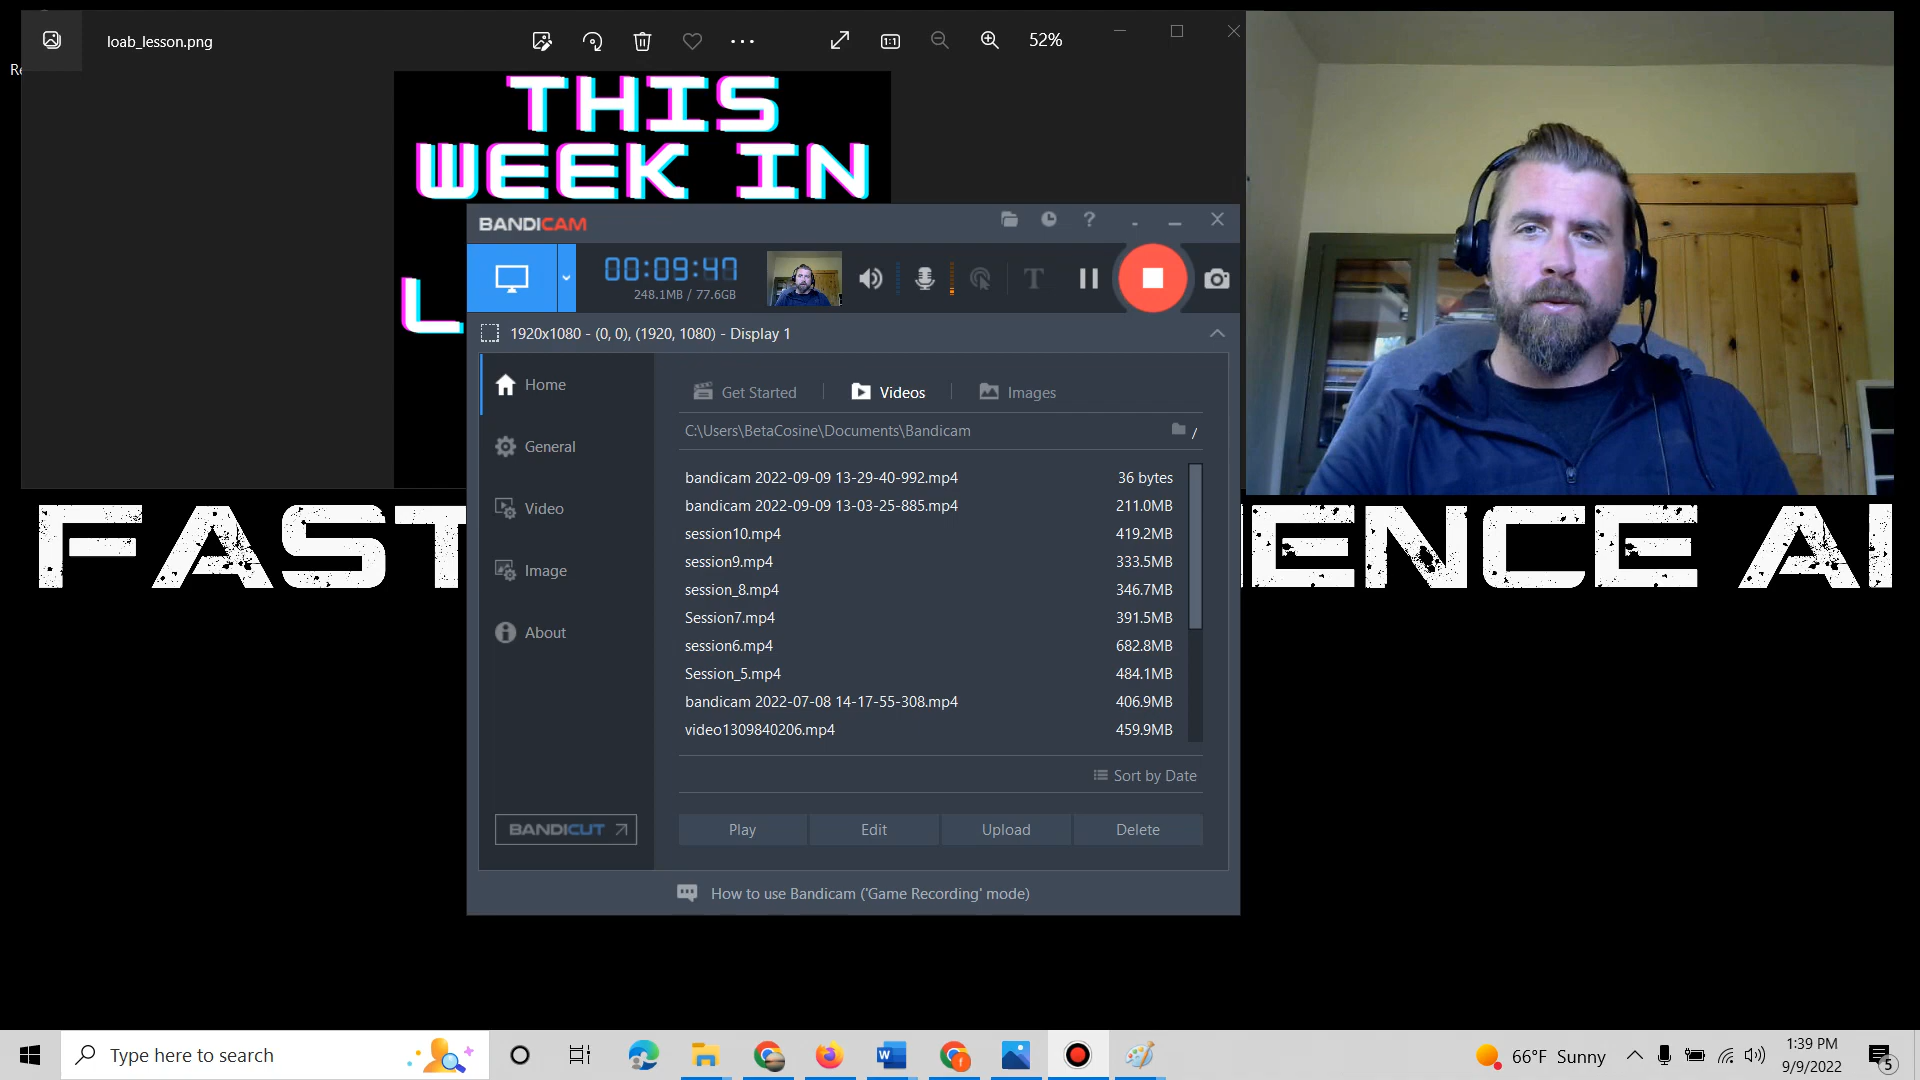 loab_lesson.png
52%
THIS
WEEK IN
L
BANDICAM
00:09:47
248.1MB / 77.6GB
T
1920x1080 - (0, 0), (1920, 1080) - Display 1
Home
General
Video
Image
About
Get Started
Videos
Images
C:\Users\BetaCosine\Documents\Bandicam
/
bandicam 2022-09-09 13-29-40-992.mp4 36 bytes
bandicam 2022-09-09 13-03-25-885.mp4 211.0MB
session10.mp4 419.2MB
session9.mp4 333.5MB
session_8.mp4 346.7MB
Session7.mp4 391.5MB
session6.mp4 682.8MB
Session_5.mp4 484.1MB
bandicam 2022-07-08 14-17-55-308.mp4 406.9MB
video1309840206.mp4 459.9MB
Sort by Date
BANDICUT
Play
Edit
Upload
Delete
How to use Bandicam ('Game Recording' mode)
FAST
ENCE AI
Type here to search
66°F Sunny
1:39 PM
9/9/2022
5